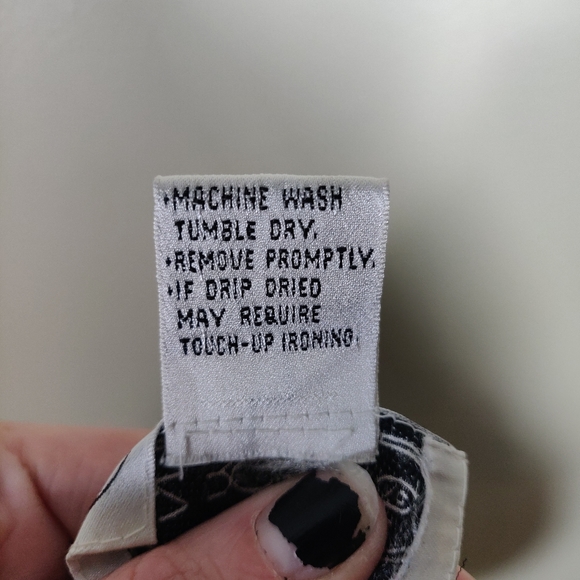 •MACHINE WASH
TUMBLE DRY.
•REMOVE PROMPTLY.
•IF DRIP DRIED
MAY REQUIRE
TOUCH-UP IRONING.